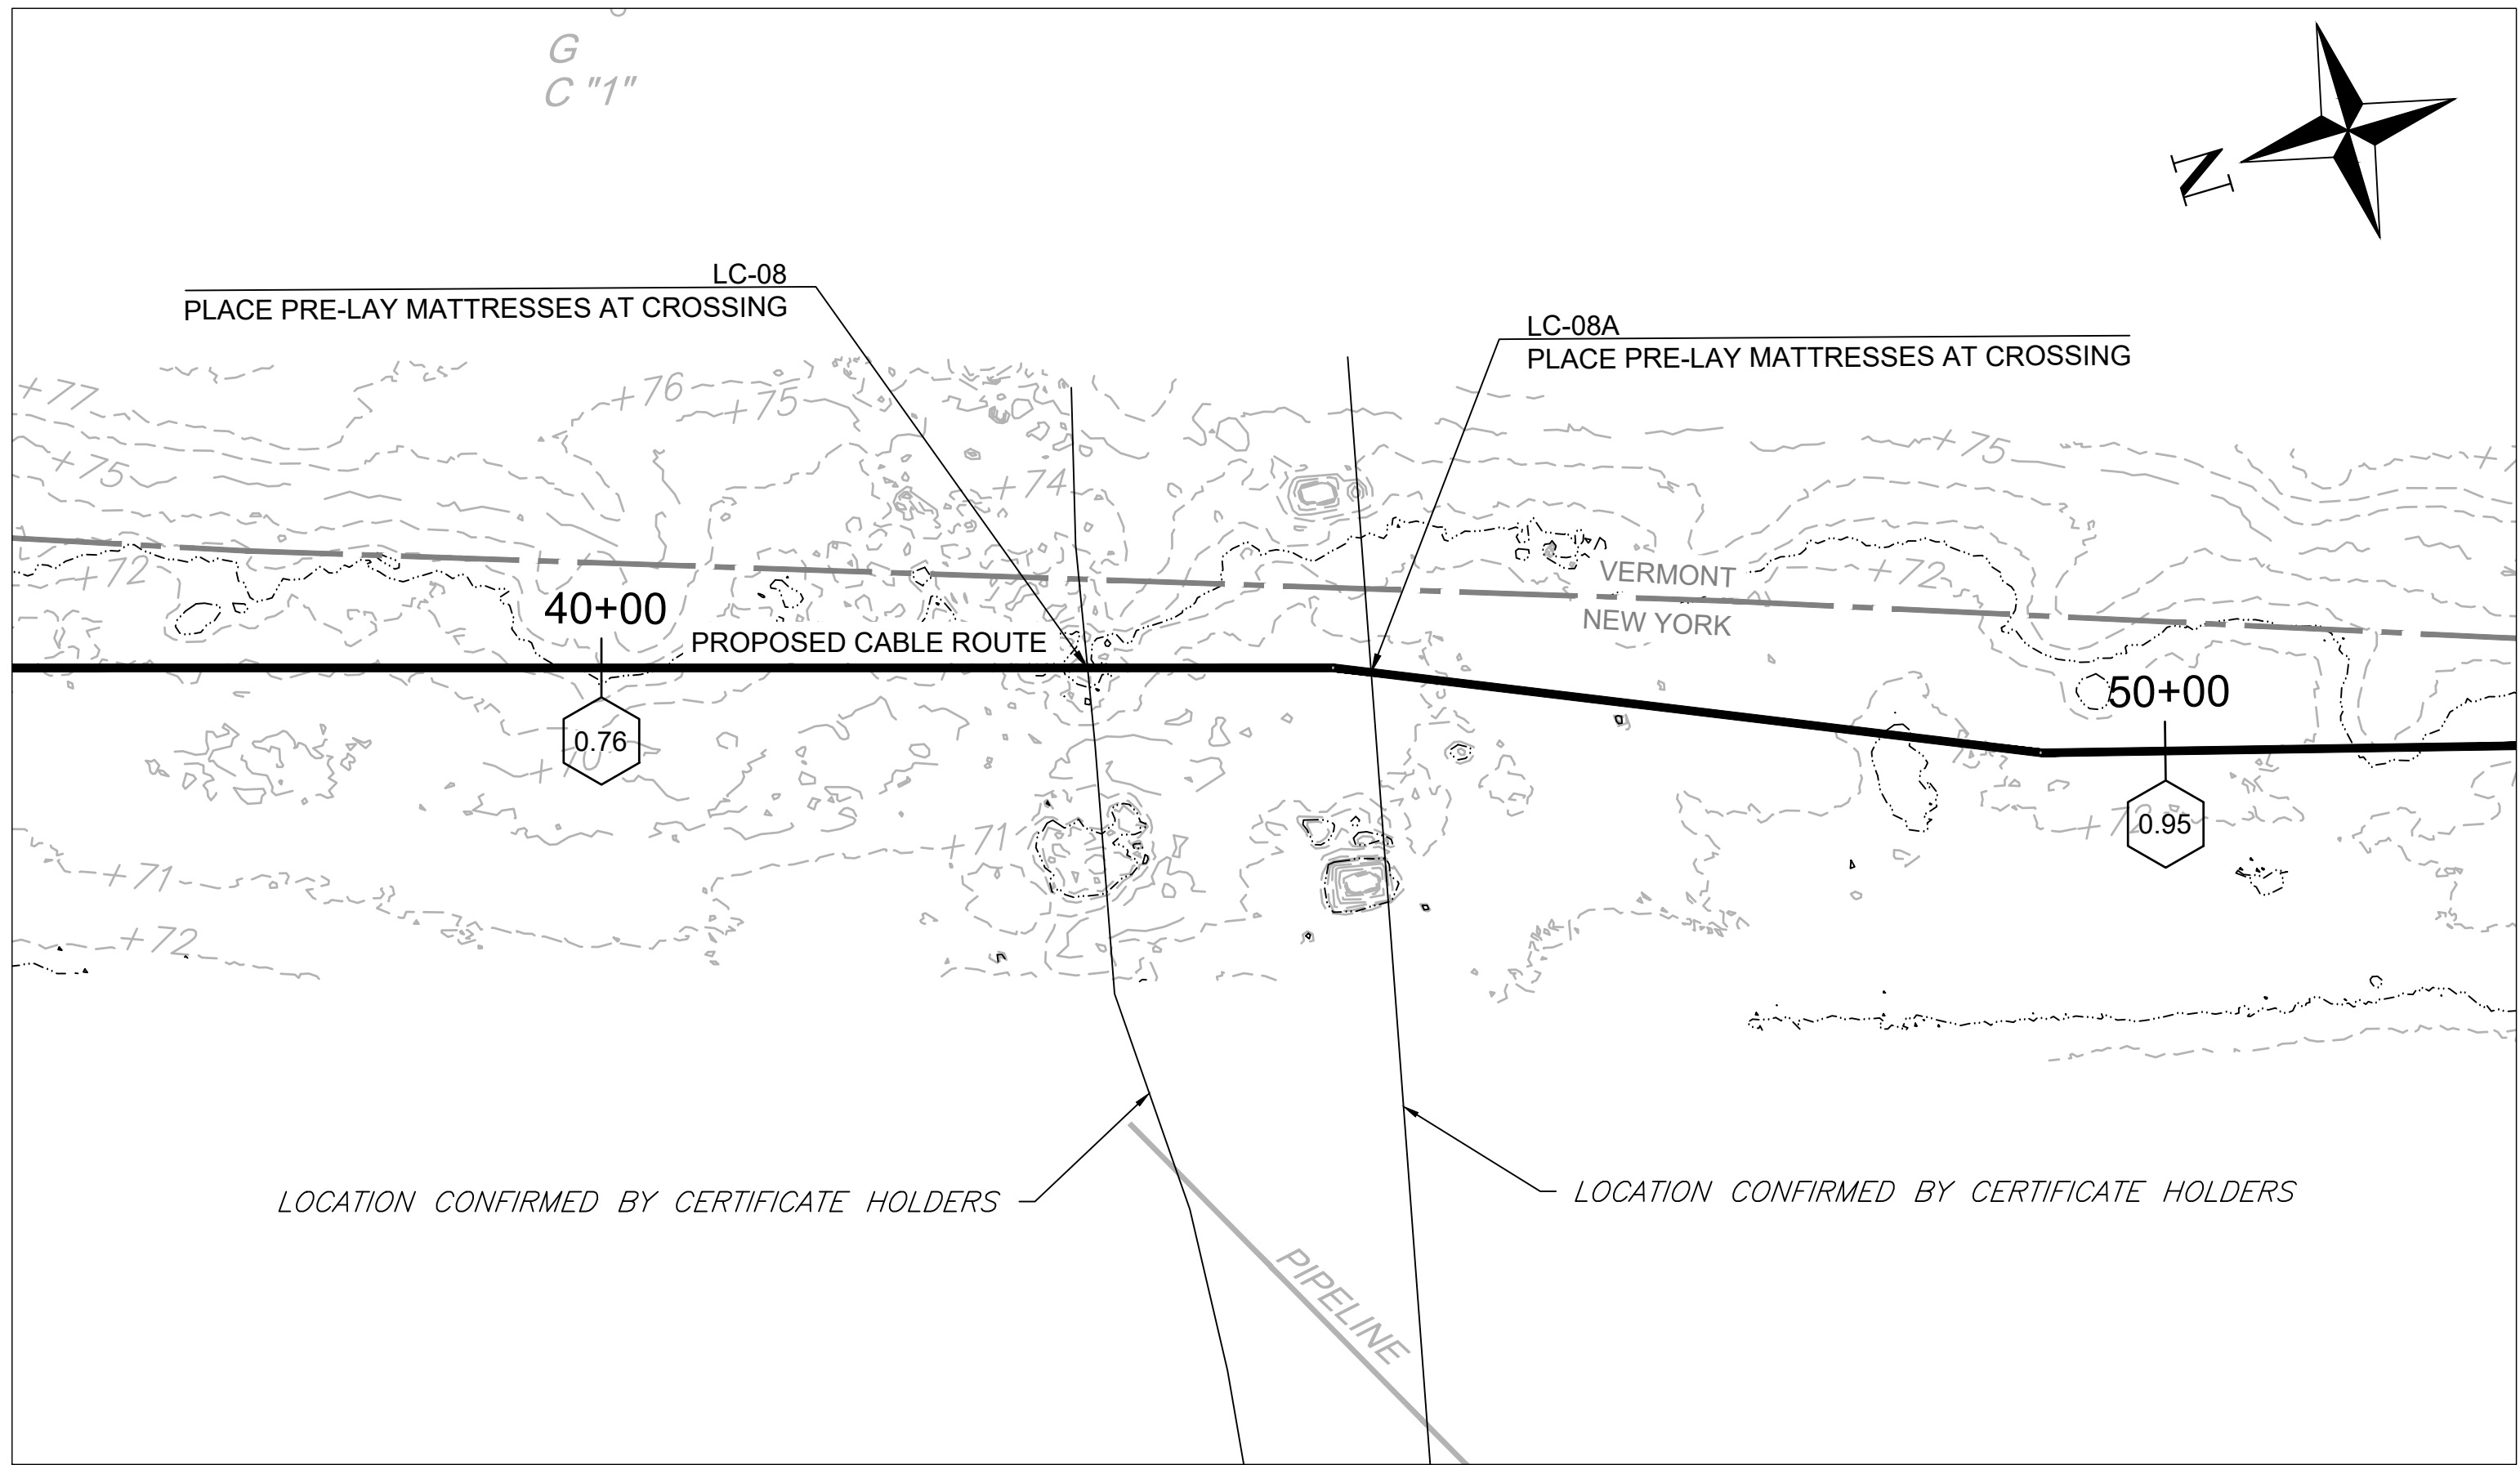 G
C "1"
N
LC-08
PLACE PRE-LAY MATTRESSES AT CROSSING
LC-08A
PLACE PRE-LAY MATTRESSES AT CROSSING
+77
+76
+75
+75
+75
+74
+72
VERMONT
+72
40+00
NEW YORK
PROPOSED CABLE ROUTE
50+00
0.76
0.95
+71
+71
+72
LOCATION CONFIRMED BY CERTIFICATE HOLDERS
LOCATION CONFIRMED BY CERTIFICATE HOLDERS
PIPELINE